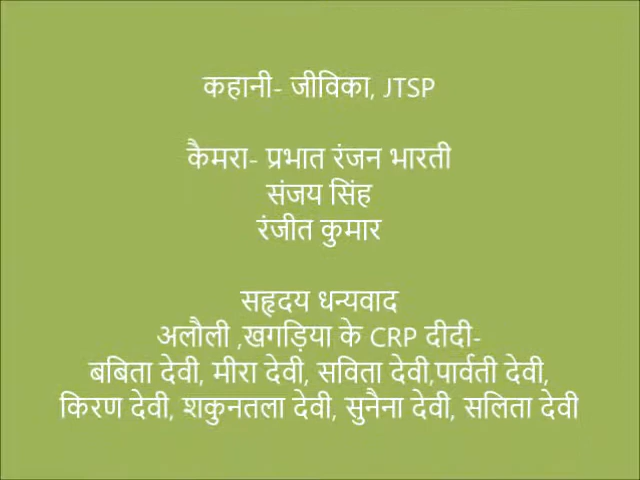 कहानी- जीविका, JTSP
कैमरा- प्रभात रंजन भारती
संजय सिंह
रंजीत कुमार
सहृदय धन्यवाद
अलौली ,खगड़िया के CRP दीदी-
बबिता देवी, मीरा देवी, सविता देवी,पार्वती देवी,
किरण देवी, शकुनतला देवी, सुनैना देवी, सलिता देवी